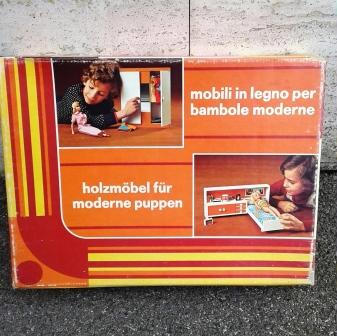 mobili in legno per
bambole moderne
holzmöbel für
moderne puppen